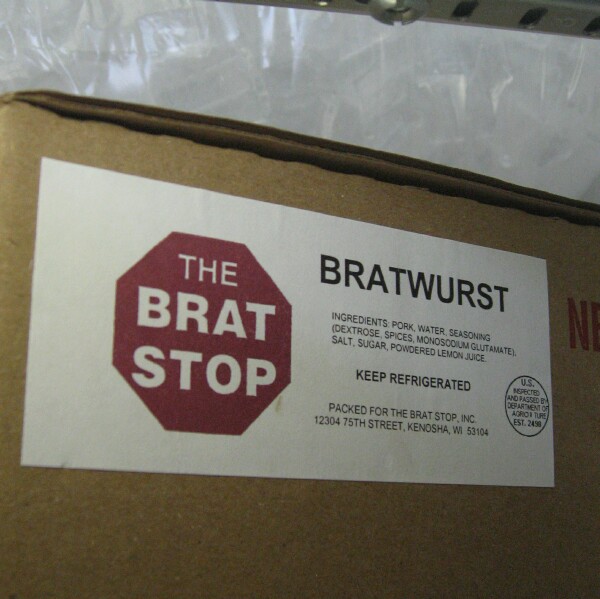 THE
BRAT
STOP
BRATWURST
INGREDIENTS: PORK, WATER, SEASONING
(DEXTROSE, SPICES, MONOSODIUM GLUTAMATE),
SALT, SUGAR, POWDERED LEMON JUICE.
KEEP REFRIGERATED
PACKED FOR THE BRAT STOP, INC.
12304 75TH STREET, KENOSHA, WI 53104
U.S.
INSPECTED
AND PASSED BY
DEPARTMENT OF
EST. 2498
NE